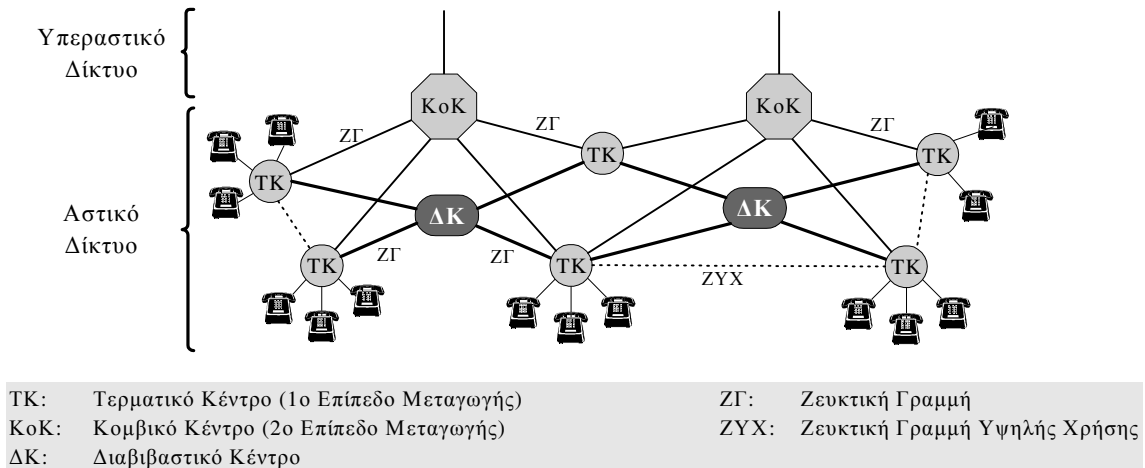 Υπεραστικό
Δίκτυο
ΚοΚ
ΚοΚ
ΖΓ
ΖΓ
ΖΓ
ΤΚ
ΤΚ
ΤΚ
Αστικό
Δίκτυο
ΔΚ
ΔΚ
ΤΚ
ΖΓ
ΖΓ
ΤΚ
ΖΥΧ
ΤΚ
ΤΚ: Τερματικό Κέντρο (1ο Επίπεδο Μεταγωγής) ΖΓ: Ζευκτική Γραμμή
ΚοΚ: Κομβικό Κέντρο (2ο Επίπεδο Μεταγωγής) ΖΥΧ: Ζευκτική Γραμμή Υψηλής Χρήσης
ΔΚ: Διαβιβαστικό Κέντρο